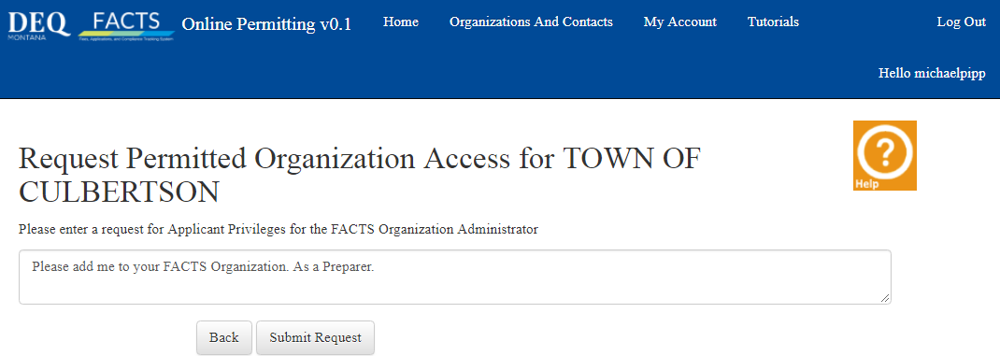 DEQ
MONTANA
FACTS
Fees, Applications, and Compliance Tracking System
Online Permitting v0.1
Home
Organizations And Contacts
My Account
Tutorials
Log Out
Hello michaelpipp
Request Permitted Organization Access for TOWN OF
CULBERTSON
Help
Please enter a request for Applicant Privileges for the FACTS Organization Administrator
Please add me to your FACTS Organization. As a Preparer.
Back
Submit Request